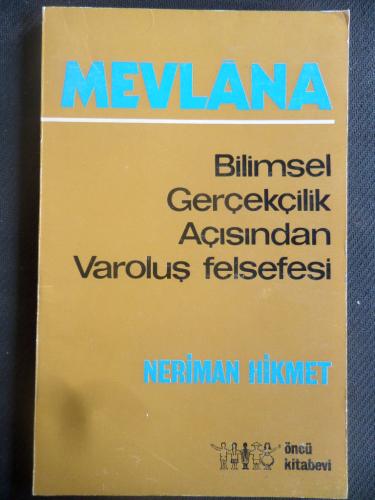 MEVLANA
Bilimsel
Gerçekçilik
Açısından
Varoluş felsefesi
NERİMAN HİKMET
öncü
kitabevi